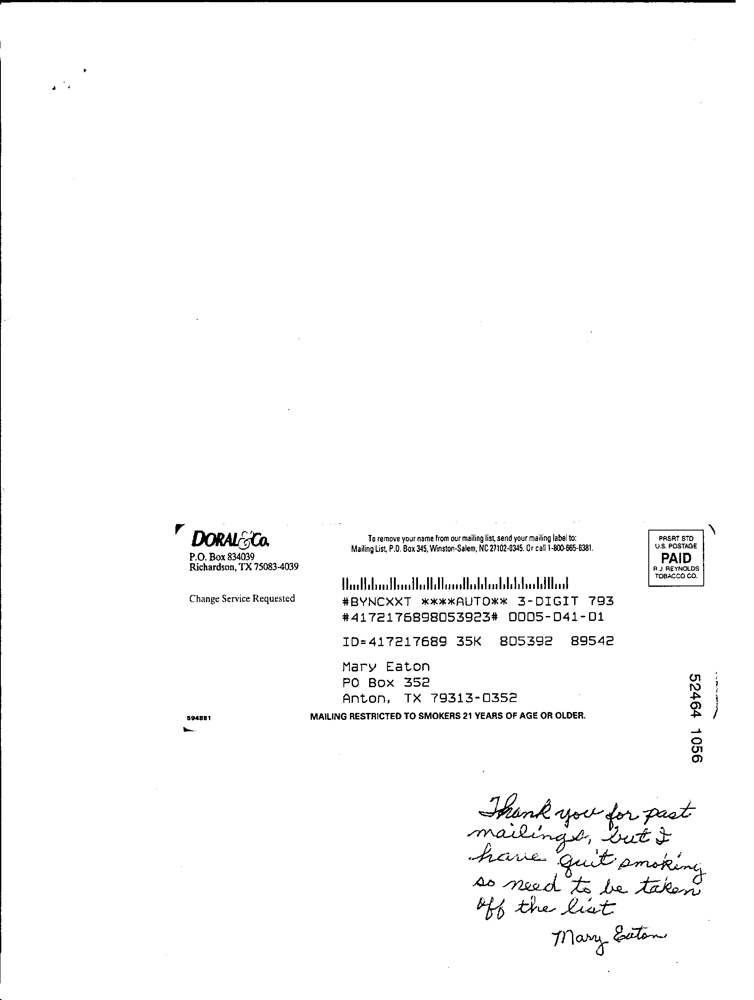 DORAL & Co.
P.O. Box 834039
Richardson, TX 75083-4039
Change Service Requested
To remove your name from our mailing list, send your mailing label to:
Mailing List, P.O. Box 345, Winston-Salem, NC 27102-0345. Or call 1-800-665-8381.
PRSRT STD
U.S. POSTAGE
PAID
R.J. REYNOLDS
TOBACCO CO.
#BYNCXXT ****AUTO** 3-DIGIT 793
#4172176898053923# 0005-041-01
ID=417217689 35K 805392 89542
Mary Eaton
PO Box 352
Anton, TX 79313-0352
594881
MAILING RESTRICTED TO SMOKERS 21 YEARS OF AGE OR OLDER.
52464 1056
Thank you for past
mailings, but I
have quit smoking
so need to be taken
off the list
Mary Eaton